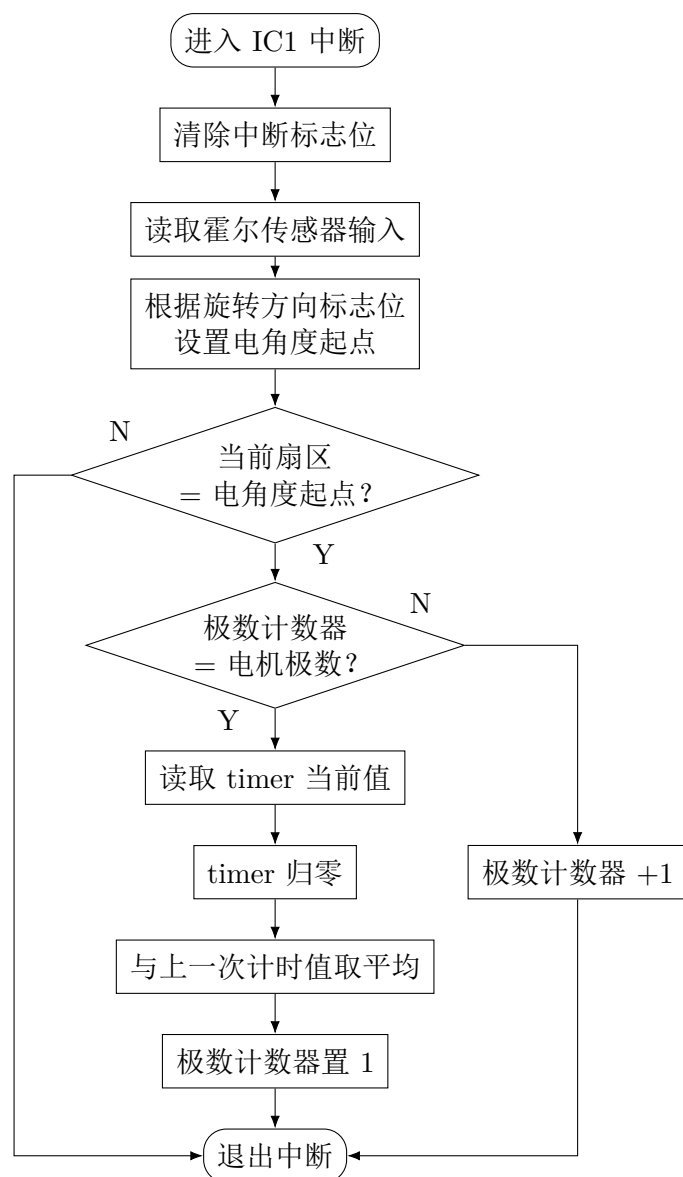 进入 IC1 中断
清除中断标志位
读取霍尔传感器输入
根据旋转方向标志位
设置电角度起点
N
当前扇区
= 电角度起点?
Y
N
极数计数器
= 电机极数?
Y
读取 timer 当前值
timer 归零
极数计数器 +1
与上一次计时值取平均
极数计数器置 1
退出中断